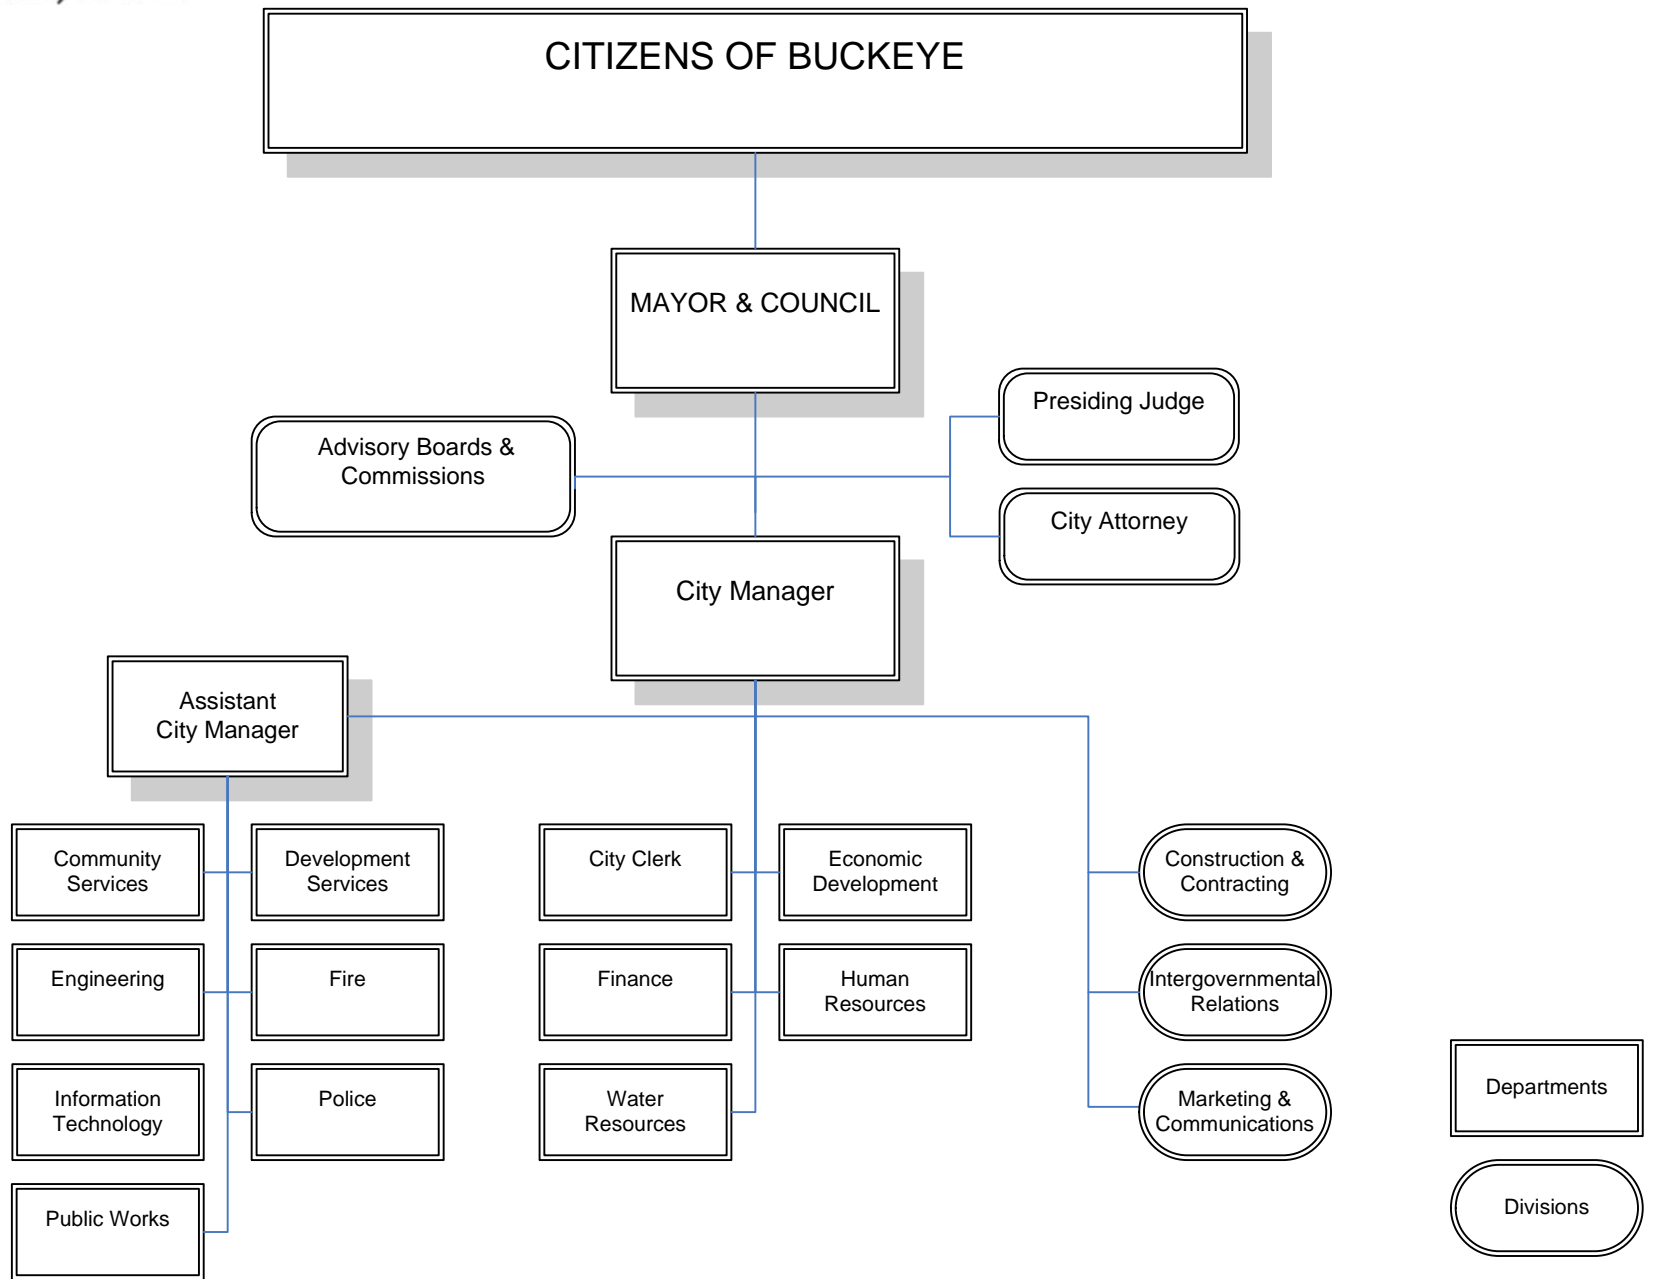 CITIZENS OF BUCKEYE
MAYOR & COUNCIL
Presiding Judge
Advisory Boards &
Commissions
City Attorney
City Manager
Assistant
City Manager
Community
Services
Development
Services
City Clerk
Economic
Development
Construction &
Contracting
Engineering
Fire
Finance
Human
Resources
Intergovernmental
Relations
Information
Technology
Police
Water
Resources
Marketing &
Communications
Departments
Public Works
Divisions